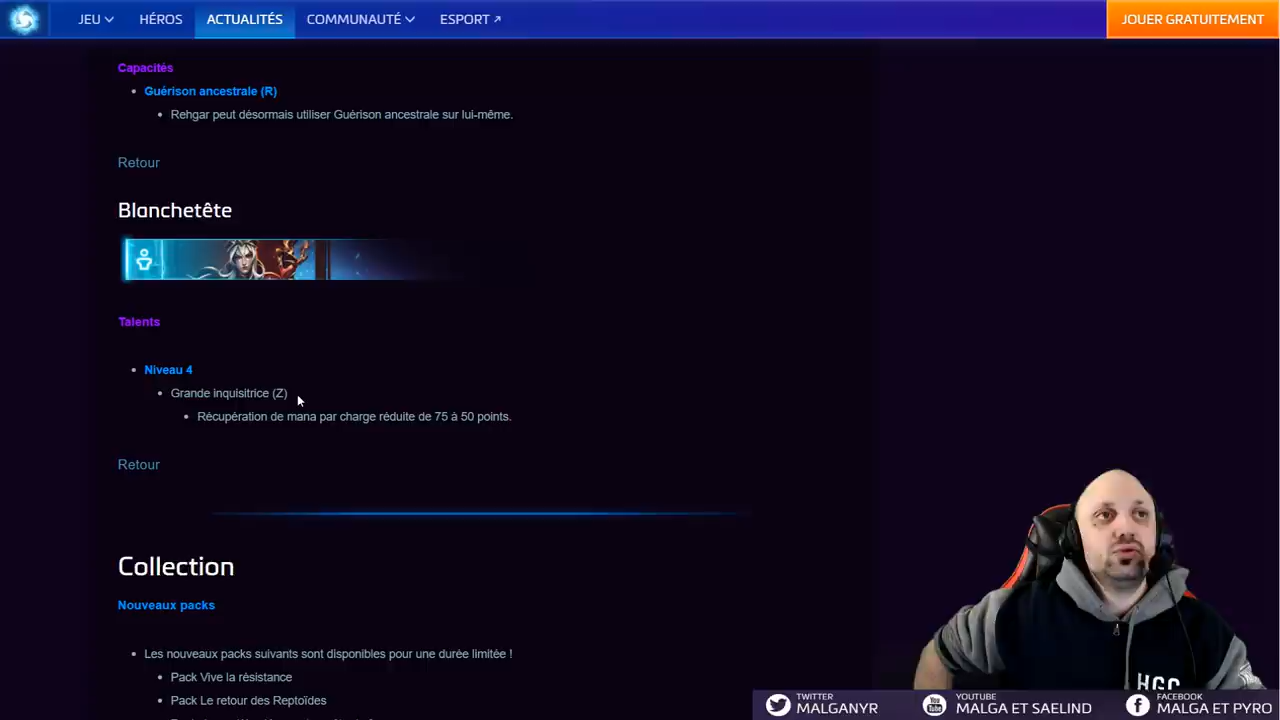 JEU
HÉROS
ACTUALITÉS
COMMUNAUTÉ
ESPORT
JOUER GRATUITEMENT
Capacités
Guérison ancestrale (R)
Rehgar peut désormais utiliser Guérison ancestrale sur lui-même.
Retour
Blanchetête
Talents
Niveau 4
Grande inquisitrice (Z)
Récupération de mana par charge réduite de 75 à 50 points.
Retour
Collection
Nouveaux packs
Les nouveaux packs suivants sont disponibles pour une durée limitée !
Pack Vive la résistance
Pack Le retour des Reptoïdes
HGC
TWITTER
MALGANYR
YOUTUBE
MALGA ET SAELIND
FACEBOOK
MALGA ET PYRO